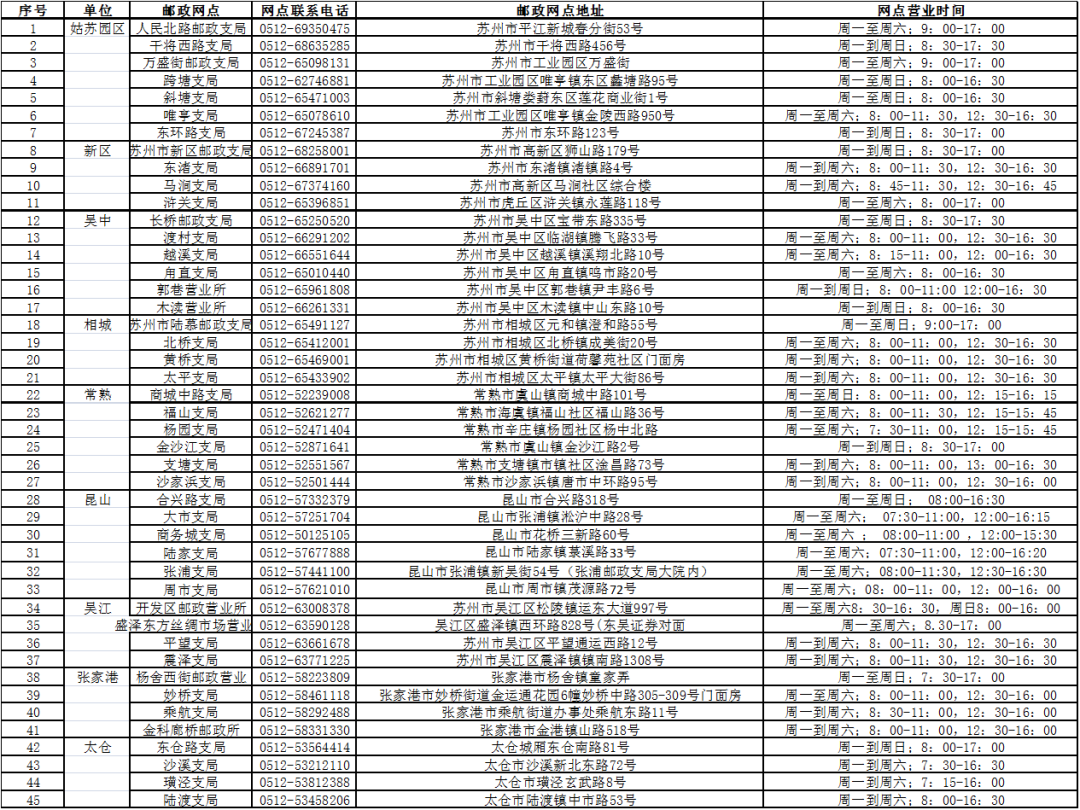 序号 单位 邮政网点 网点联系电话 邮政网点地址 网点营业时间
1 姑苏园区 人民北路邮政支局 0512-69350475 苏州市平江新城春分街53号 周一至周六；9：00-17：00
2 干将西路支局 0512-68635285 苏州市干将西路456号 周一到周日；8：30-17：30
3 万盛街邮政支局 0512-65098131 苏州市工业园区万盛街 周一至周六；9：00-17：00
4 跨塘支局 0512-62746881 苏州市工业园区唯亭镇东区蠡塘路95号 周一至周日；8：00-16：30
5 斜塘支局 0512-65471003 苏州市斜塘娄葑东区莲花商业街1号 周一至周日；8：00-16：30
6 唯亭支局 0512-65078610 苏州市工业园区唯亭镇金陵西路950号 周一至周六；8：00-11：30，12：30-16：30
7 东环路支局 0512-67245387 苏州市东环路123号 周一到周日；8：30-17：00
8 新区 苏州市新区邮政支局 0512-68258001 苏州市高新区狮山路179号 周一到周日；8：30-17：00
9 东渚支局 0512-66891701 苏州市东渚镇渚镇路4号 周一到周六；8：00-11：30，12：30-16：30
10 马涧支局 0512-67374160 苏州市高新区马涧社区综合楼 周一到周六；8：45-11：30，12：30-16：45
11 浒关支局 0512-65396851 苏州市虎丘区浒关镇永莲路118号 周一到周六；8：00-17：00
12 吴中 长桥邮政支局 0512-65250520 苏州市吴中区宝带东路335号 周一至周日；8：30-17：30
13 渡村支局 0512-66291202 苏州市吴中区临湖镇腾飞路33号 周一至周六；8：00-11：00，12：30-16：30
14 越溪支局 0512-66551644 苏州市吴中区越溪镇溪翔北路10号 周一至周六；8：15-11：00，12：00-16：30
15 甪直支局 0512-65010440 苏州市吴中区甪直镇鸣市路20号 周一至周六；8：00-16：30
16 郭巷营业所 0512-65961808 苏州市吴中区郭巷镇尹丰路6号 周一到周日；8：00-11:00 12:00-16：30
17 木渎营业所 0512-66261331 苏州市吴中区木渎镇中山东路10号 周一到周日；8：00-16：30
18 相城 苏州市陆慕邮政支局 0512-65491127 苏州市相城区元和镇澄和路55号 周一至周日；9:00-17：00
19 北桥支局 0512-65412001 苏州市相城区北桥镇成美街20号 周一至周六；8：00-11：00，12：30-16：30
20 黄桥支局 0512-65469001 苏州市相城区黄桥街道荷馨苑社区门面房 周一至周六；8：00-11：00，12：30-16：30
21 太平支局 0512-65433902 苏州市相城区太平镇太平大街86号 周一至周六；8：00-11：00，12：30-16：30
22 常熟 商城中路支局 0512-52239008 常熟市虞山镇商城中路101号 周一至周日：8：00-11：00，12：15-16：15
23 福山支局 0512-52621277 常熟市海虞镇福山社区福山路36号 周一至周六；8：00-11：30，12：15-15：45
24 杨园支局 0512-52471404 常熟市辛庄镇杨园社区杨中北路 周一至周六；7：30-11：00，12：15-15：45
25 金沙江支局 0512-52871641 常熟市虞山镇金沙江路2号 周一到周日；8：30-17：00
26 支塘支局 0512-52551567 常熟市支塘镇市镇社区淦昌路73号 周一到周六；8：00-11：00，13：00-16：30
27 沙家浜支局 0512-52501444 常熟市沙家浜镇唐市中环路95号 周一到周六；8：00-11：00，12：30-16：00
28 昆山 合兴路支局 0512-57332379 昆山市合兴路318号 周一至周日； 08:00-16:30
29 大市支局 0512-57251704 昆山市张浦镇淞沪中路28号 周一至周六； 07:30-11:00，12:00-16:15
30 商务城支局 0512-50125105 昆山市花桥三新路60号 周一至周六 ； 08:00-11:00 ，12:00-15:30
31 陆家支局 0512-57677888 昆山市陆家镇菉溪路33号 周一至周六；07:30-11:00，12:00-16:20
32 张浦支局 0512-57441100 昆山市张浦镇新吴街54号（张浦邮政支局大院内） 周一至周六； 08:00-11:30，12:30-16:30
33 周市支局 0512-57621010 昆山市周市镇茂源路72号 周一至周六；08：00-11：00，12：00-16：00
34 吴江 开发区邮政营业所 0512-63008378 苏州市吴江区松陵镇运东大道997号 周一至周六8：30-16：30，周日8：00-16：00
35 盛泽东方丝绸市场营业 0512-63590128 吴江区盛泽镇西环路828号(东吴证券对面 周一至周六；8.30-17：00
36 平望支局 0512-63661678 苏州市吴江区平望通运西路12号 周一到周六；8：00-11：30，12：30-16：30
37 震泽支局 0512-63771225 苏州市吴江区震泽镇镇南路1308号 周一到周六；8：00-11：30，12：30-16：30
38 张家港 杨舍西街邮政营业 0512-58223809 张家港市杨舍镇童家弄 周一至周日；7：30-17：00
39 妙桥支局 0512-58461118 张家港市妙桥街道金运通花园6幢妙桥中路305-309号门面房 周一至周六；8：00-11：00，12：30-16：00
40 乘航支局 0512-58292488 张家港市乘航街道办事处乘航东路11号 周一到周六；8：30-11：00，12：30-16：00
41 金科廊桥邮政所 0512-58331330 张家港市金港镇山路518号 周一到周六；8：30-11：00，12：30-16：00
42 太仓 东仓路支局 0512-53564414 太仓城厢东仓南路81号 周一到周日；8：00-17：00
43 沙溪支局 0512-53212110 太仓市沙溪新北东路72号 周一到周六；7：30-16：30
44 璜泾支局 0512-53812388 太仓市璜泾玄武路8号 周一到周六；7：15-16：00
45 陆渡支局 0512-53458206 太仓市陆渡镇中市路53号 周一到周六；8：00-16：30